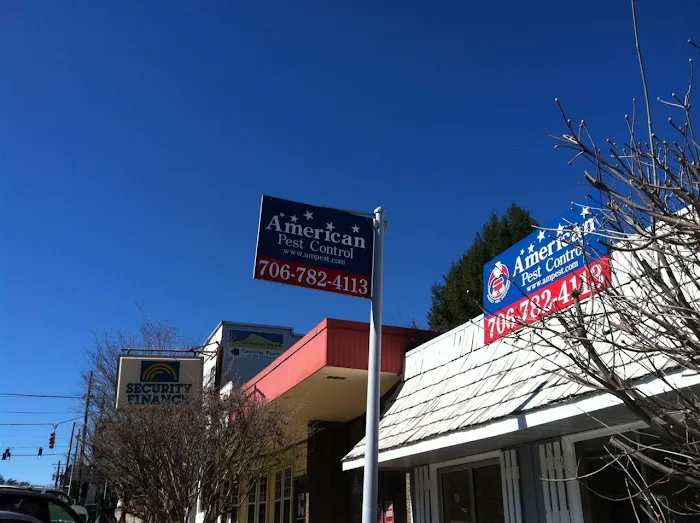 American
Pest Control
www.ampest.com
706-782-4113
American
Pest Control
www.ampest.com
706-782-4113
SECURITY
FINANCE